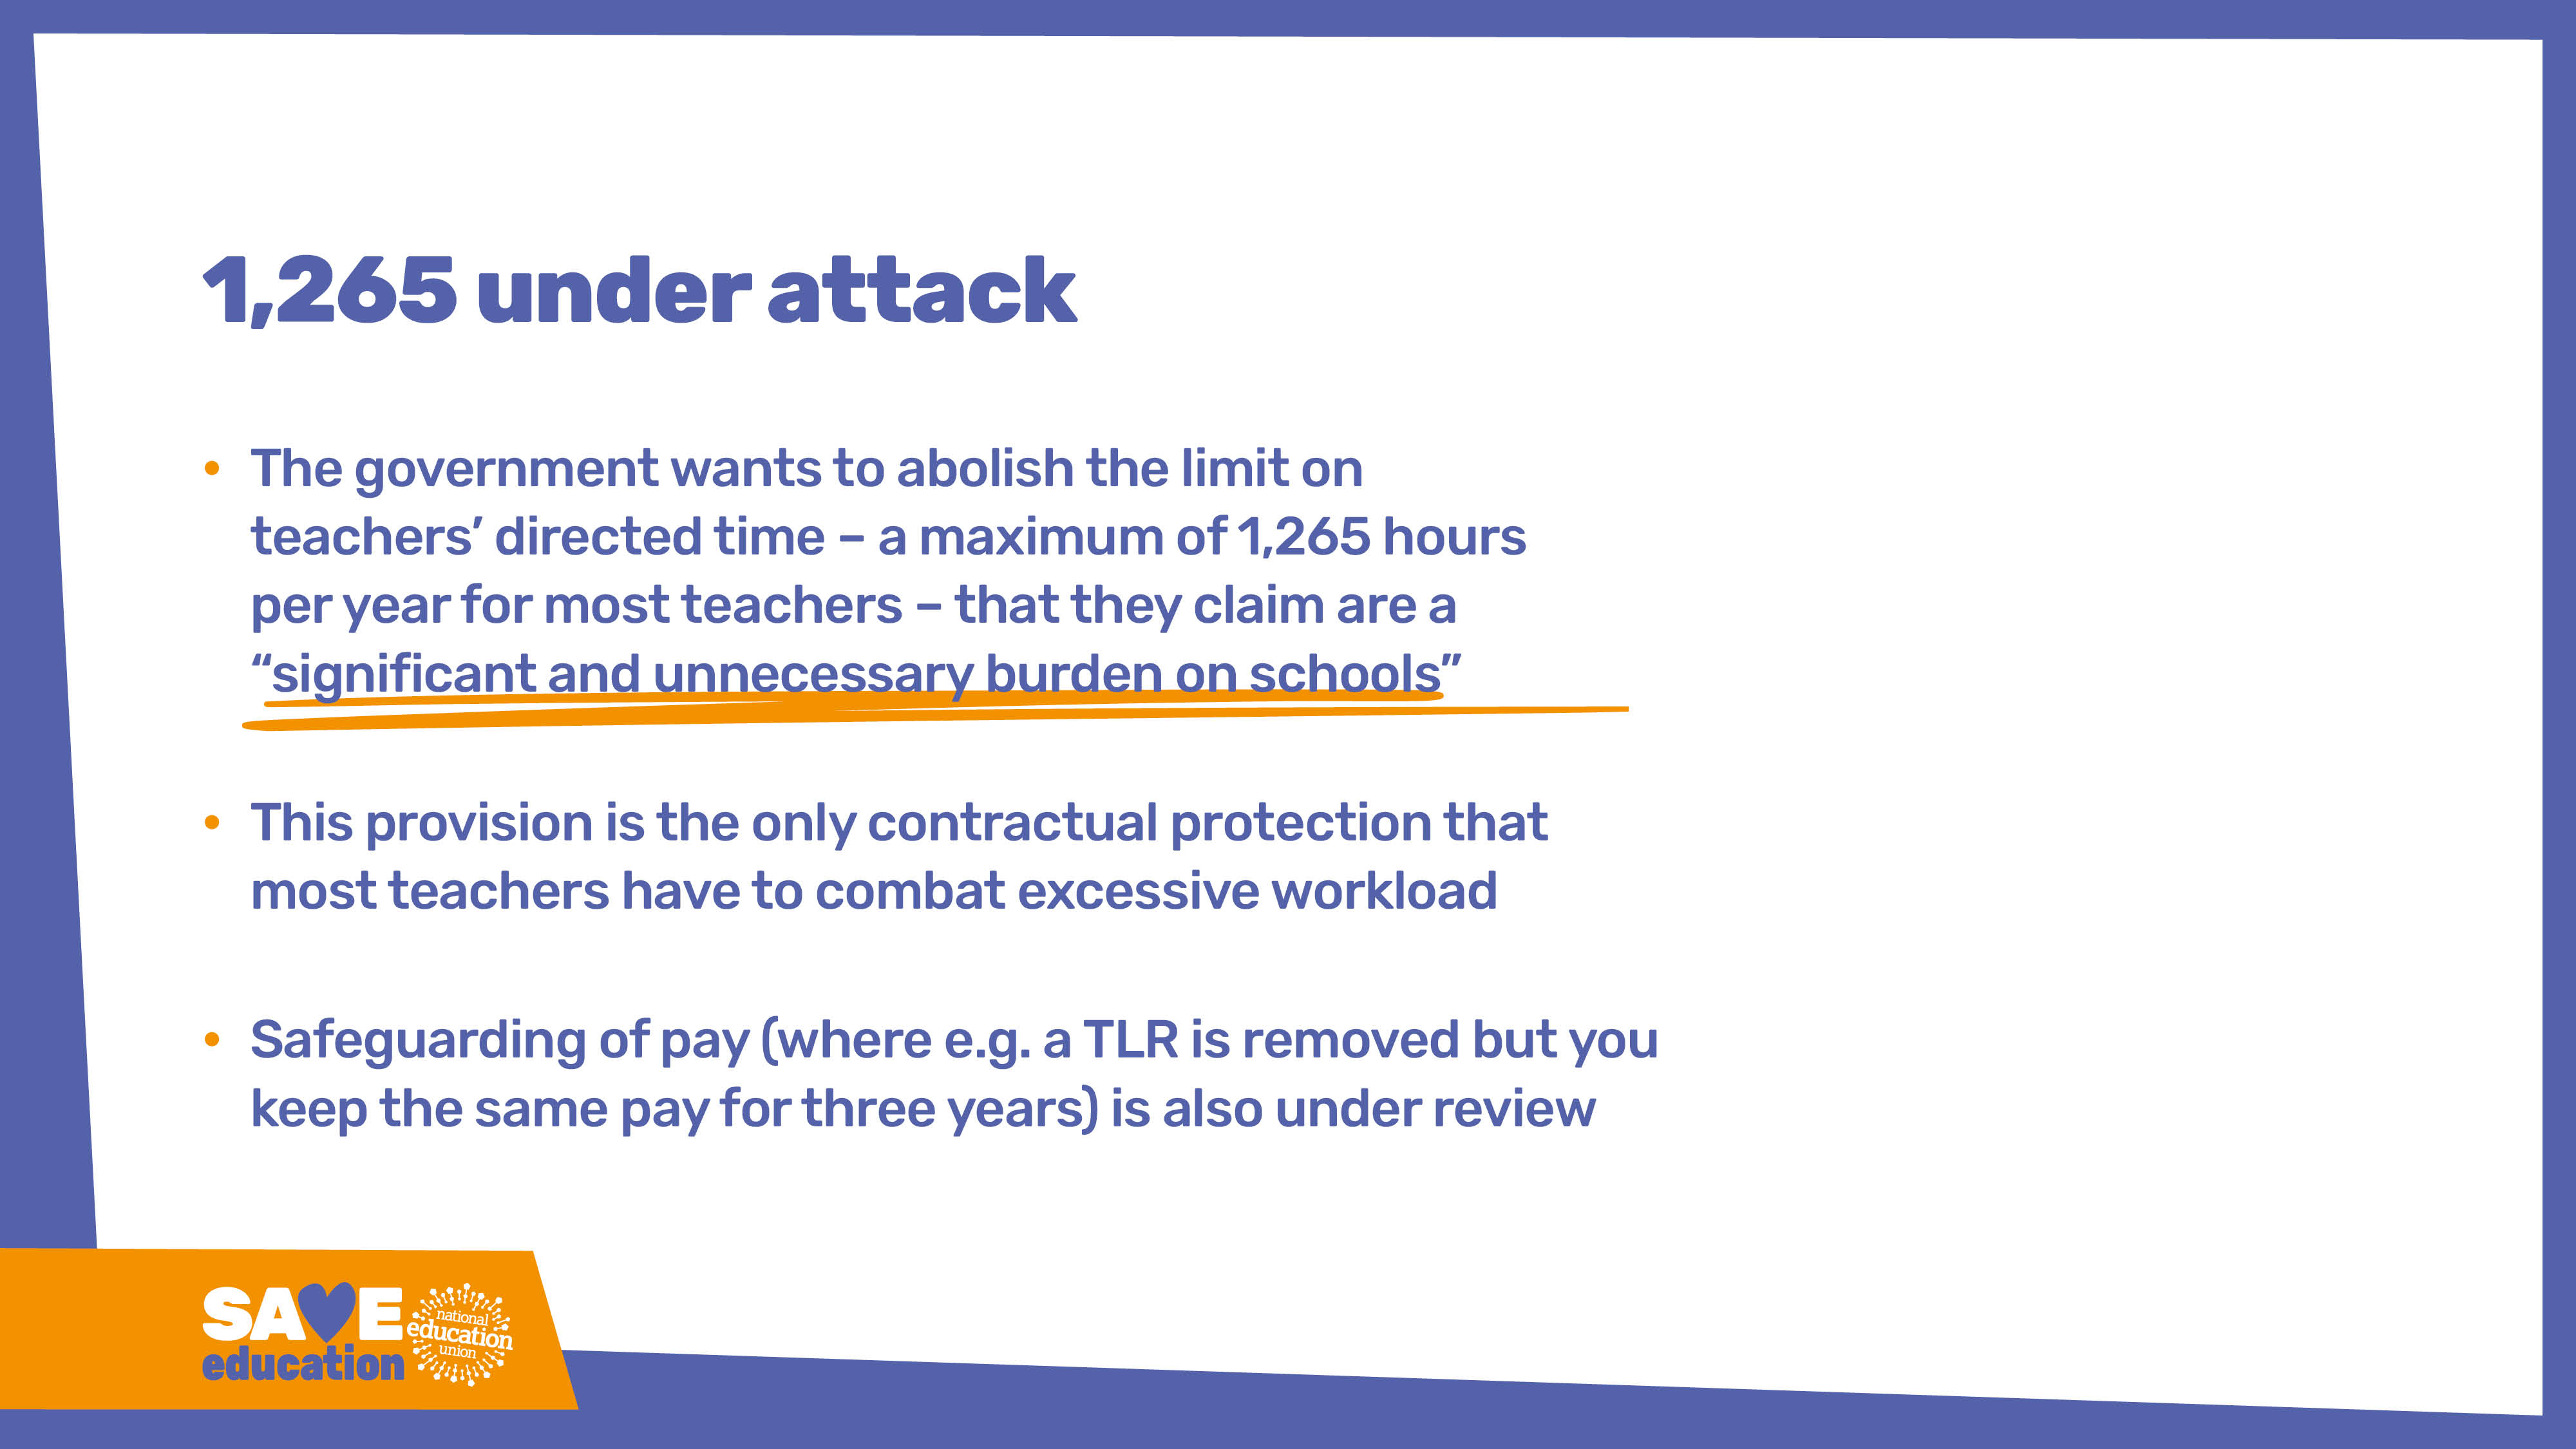 1,265 under attack
• The government wants to abolish the limit on
teachers’ directed time – a maximum of 1,265 hours
per year for most teachers – that they claim are a
“significant and unnecessary burden on schools”
• This provision is the only contractual protection that
most teachers have to combat excessive workload
• Safeguarding of pay (where e.g. a TLR is removed but you
keep the same pay for three years) is also under review
SAVE
education
national
education
union